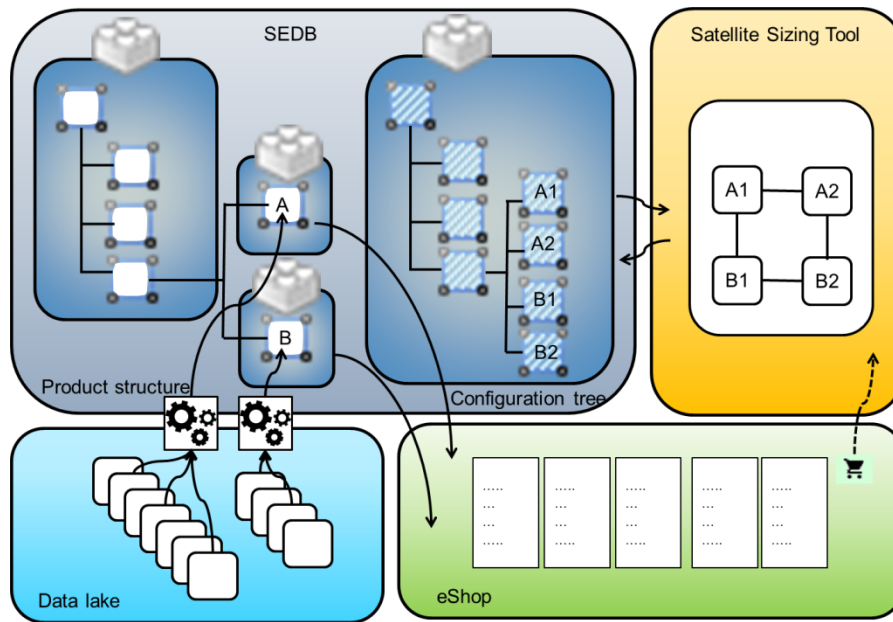 SEDB
Satellite Sizing Tool
A
B
A1
A2
B1
B2
A1
A2
B1
B2
Product structure
Configuration tree
.....
...
...
.....
.....
...
...
.....
.....
...
...
.....
.....
...
...
.....
.....
...
...
.....
Data lake
eShop